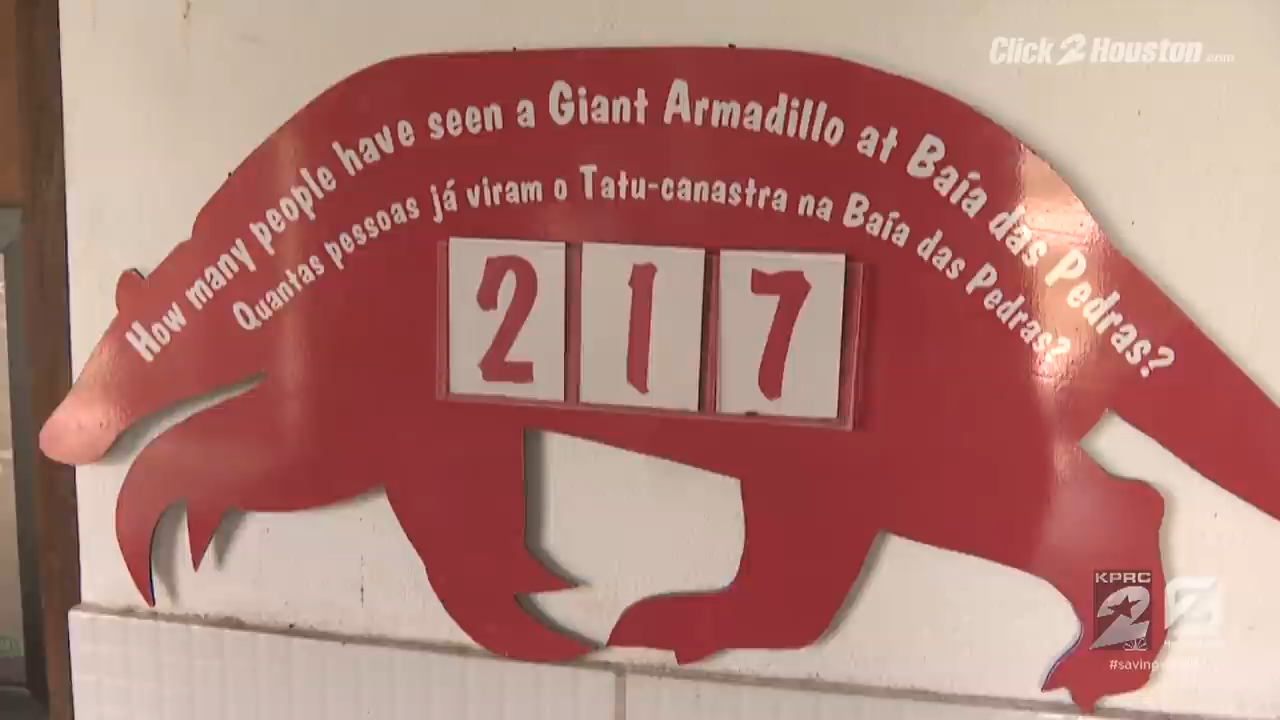 Click2Houston.com
How many people have seen a Giant Armadillo at Baía das Pedras?
Quantas pessoas já viram o Tatu-canastra na Baía das Pedras?
217
KPRC
2